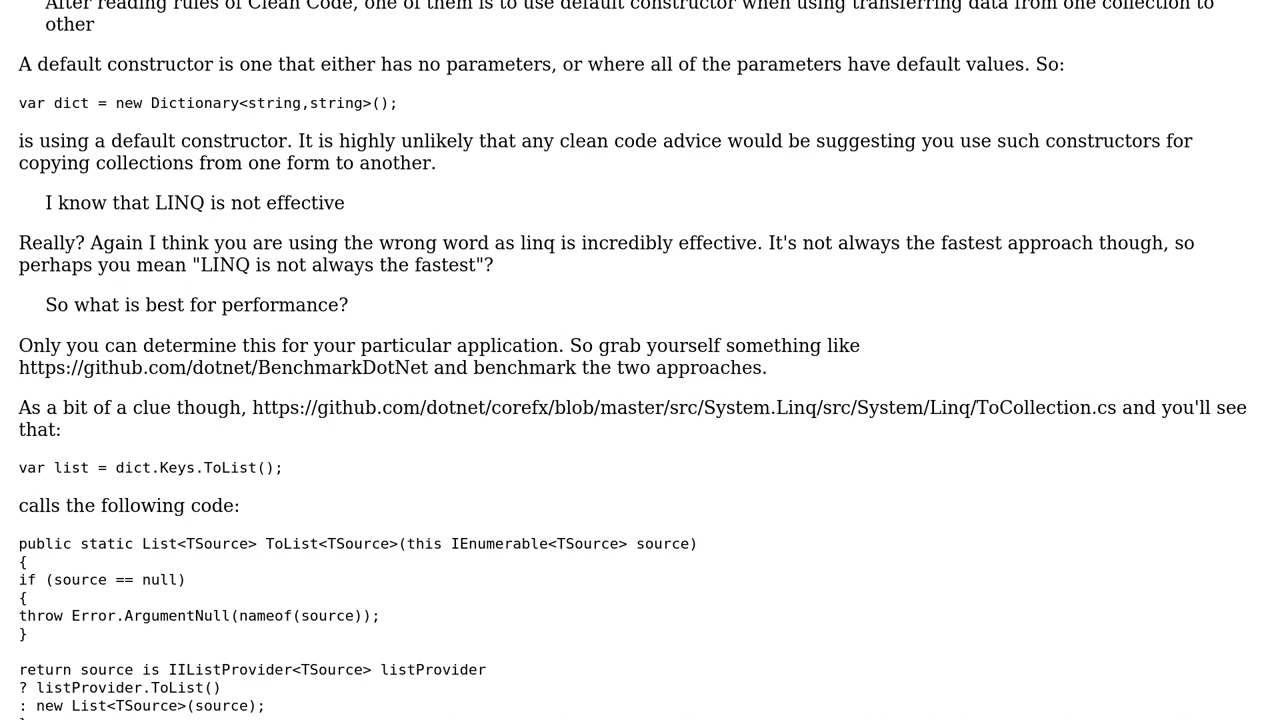 After reading rules of Clean Code, one of them is to use default constructor when using transferring data from one collection to
other
A default constructor is one that either has no parameters, or where all of the parameters have default values. So:
var dict = new Dictionary<string,string>();
is using a default constructor. It is highly unlikely that any clean code advice would be suggesting you use such constructors for
copying collections from one form to another.
I know that LINQ is not effective
Really? Again I think you are using the wrong word as linq is incredibly effective. It's not always the fastest approach though, so
perhaps you mean "LINQ is not always the fastest"?
So what is best for performance?
Only you can determine this for your particular application. So grab yourself something like
https://github.com/dotnet/BenchmarkDotNet and benchmark the two approaches.
As a bit of a clue though, https://github.com/dotnet/corefx/blob/master/src/System.Linq/src/System/Linq/ToCollection.cs and you'll see
that:
var list = dict.Keys.ToList();
calls the following code:
public static List<TSource> ToList<TSource>(this IEnumerable<TSource> source)
{
if (source == null)
{
throw Error.ArgumentNull(nameof(source));
}
return source is IIListProvider<TSource> listProvider
? listProvider.ToList()
: new List<TSource>(source);
}